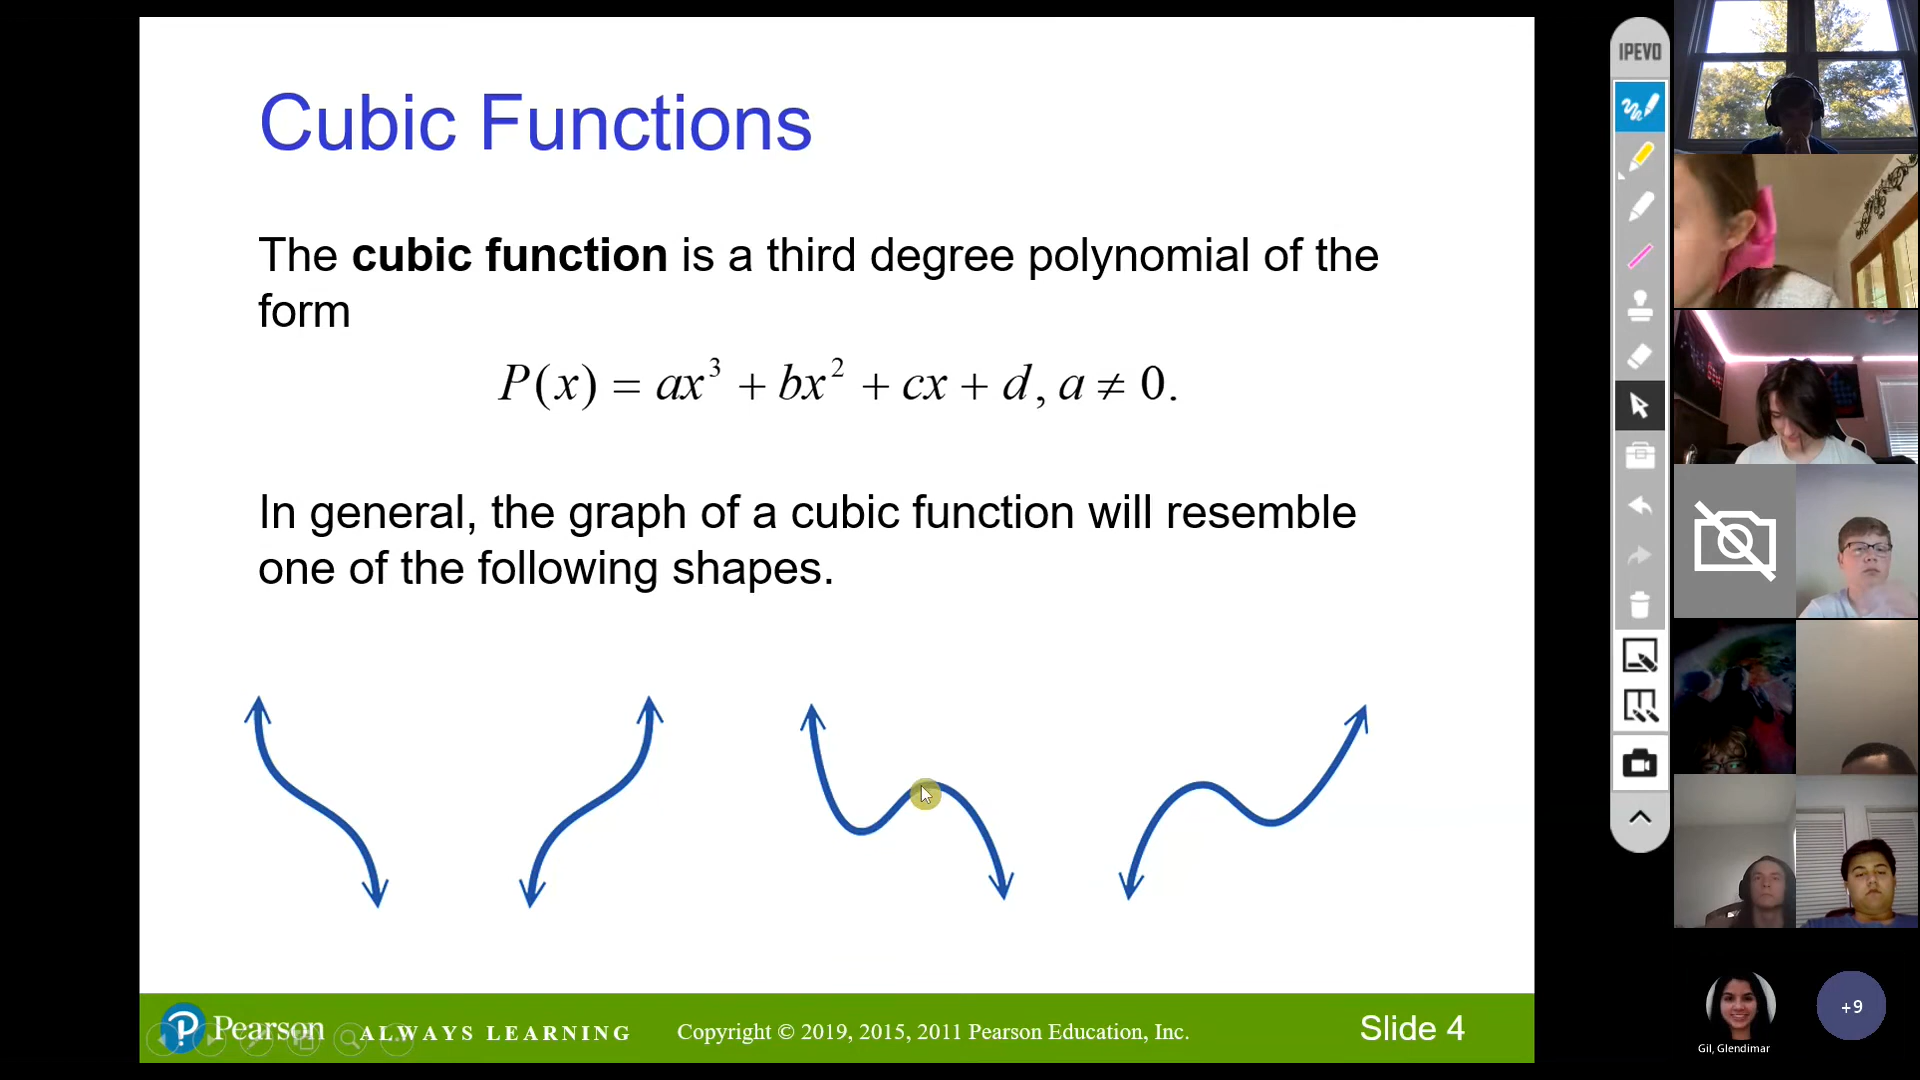 Cubic Functions
The cubic function is a third degree polynomial of the
form
P(x) = ax³ + bx² + cx + d, a ≠ 0.
In general, the graph of a cubic function will resemble
one of the following shapes.
Pearson ALWAYS LEARNING Copyright © 2019, 2015, 2011 Pearson Education, Inc. Slide 4
IPEVO
+9
Gil, Glendimar